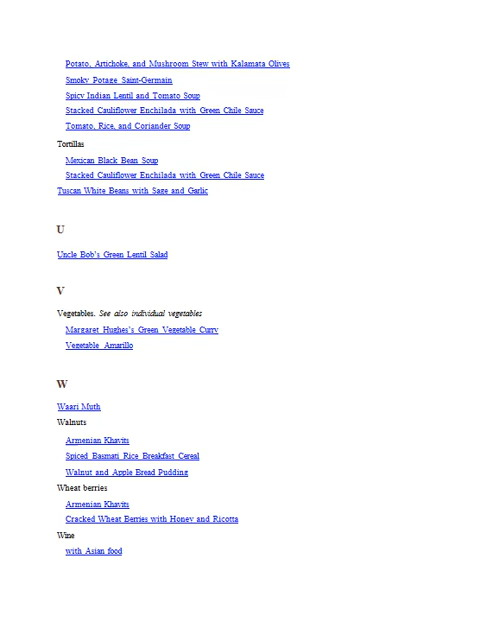 Potato, Artichoke, and Mushroom Stew with Kalamata Olives
Smoky Potage Saint-Germain
Spicy Indian Lentil and Tomato Soup
Stacked Cauliflower Enchilada with Green Chile Sauce
Tomato, Rice, and Coriander Soup
Tortillas
Mexican Black Bean Soup
Stacked Cauliflower Enchilada with Green Chile Sauce
Tuscan White Beans with Sage and Garlic
U
Uncle Bob’s Green Lentil Salad
V
Vegetables. See also individual vegetables
Margaret Hughes’s Green Vegetable Curry
Vegetable Amarillo
W
Waari Muth
Walnuts
Armenian Khavits
Spiced Basmati Rice Breakfast Cereal
Walnut and Apple Bread Pudding
Wheat berries
Armenian Khavits
Cracked Wheat Berries with Honey and Ricotta
Wine
with Asian food